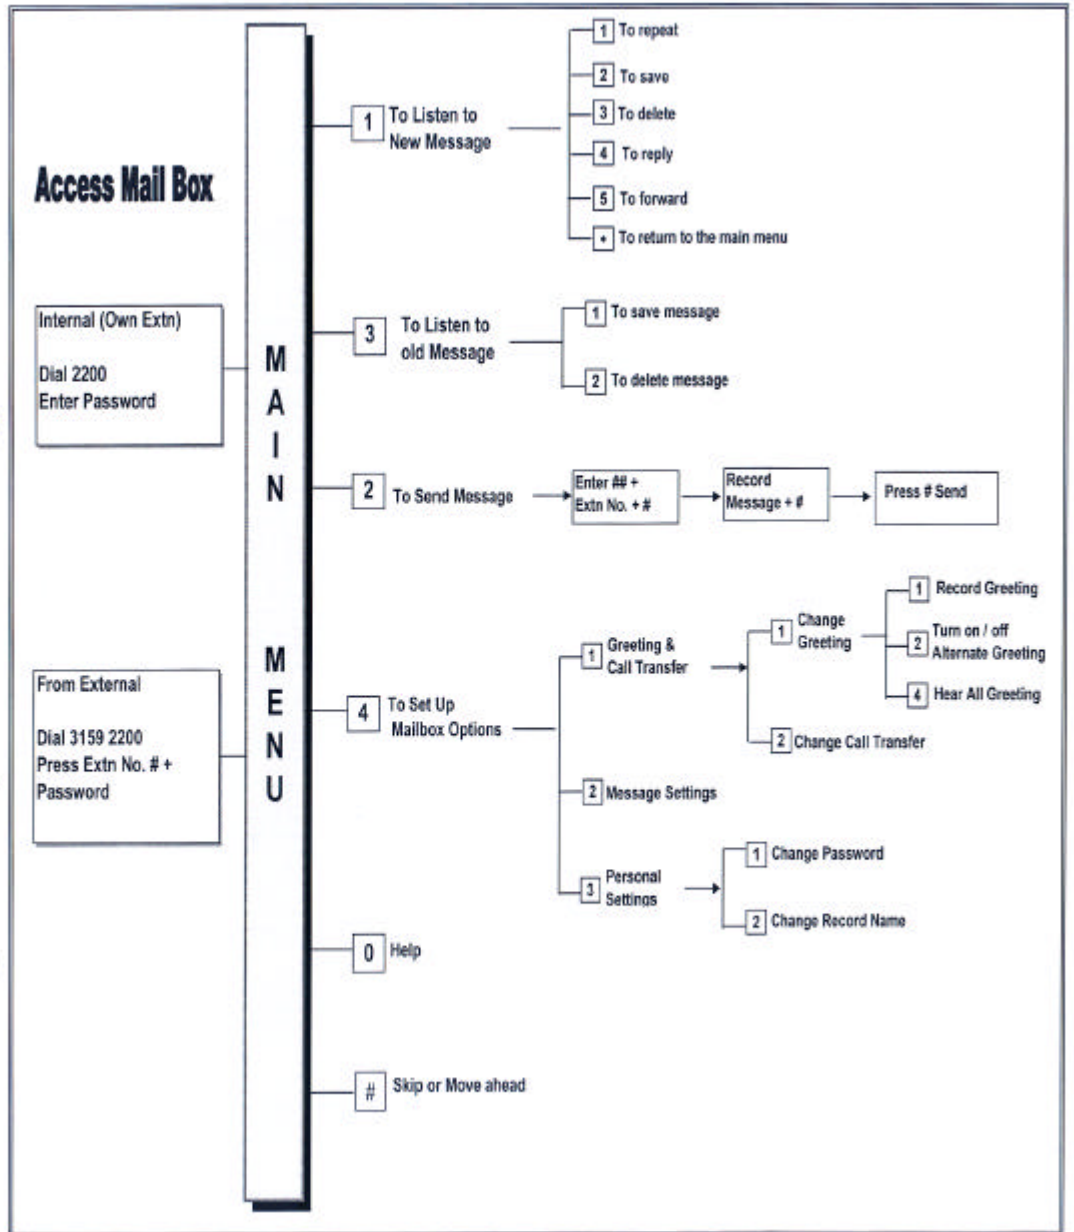 Access Mail Box
Internal (Own Extn)
Dial 2200
Enter Password
From External
Dial 3159 2200
Press Extn No. # +
Password
MAIN MENU
1 To Listen to
New Message
1 To repeat
2 To save
3 To delete
4 To reply
5 To forward
To return to the main menu
3 To Listen to
old Message
1 To save message
2 To delete message
2 To Send Message
Enter ## +
Extn No. + #
Record
Message + #
Press # Send
4 To Set Up
Mailbox Options
1 Greeting &
Call Transfer
1 Change
Greeting
1 Record Greeting
2 Turn on / off
Alternate Greeting
4 Hear All Greeting
2 Change Call Transfer
2 Message Settings
3 Personal
Settings
1 Change Password
2 Change Record Name
0 Help
# Skip or Move ahead